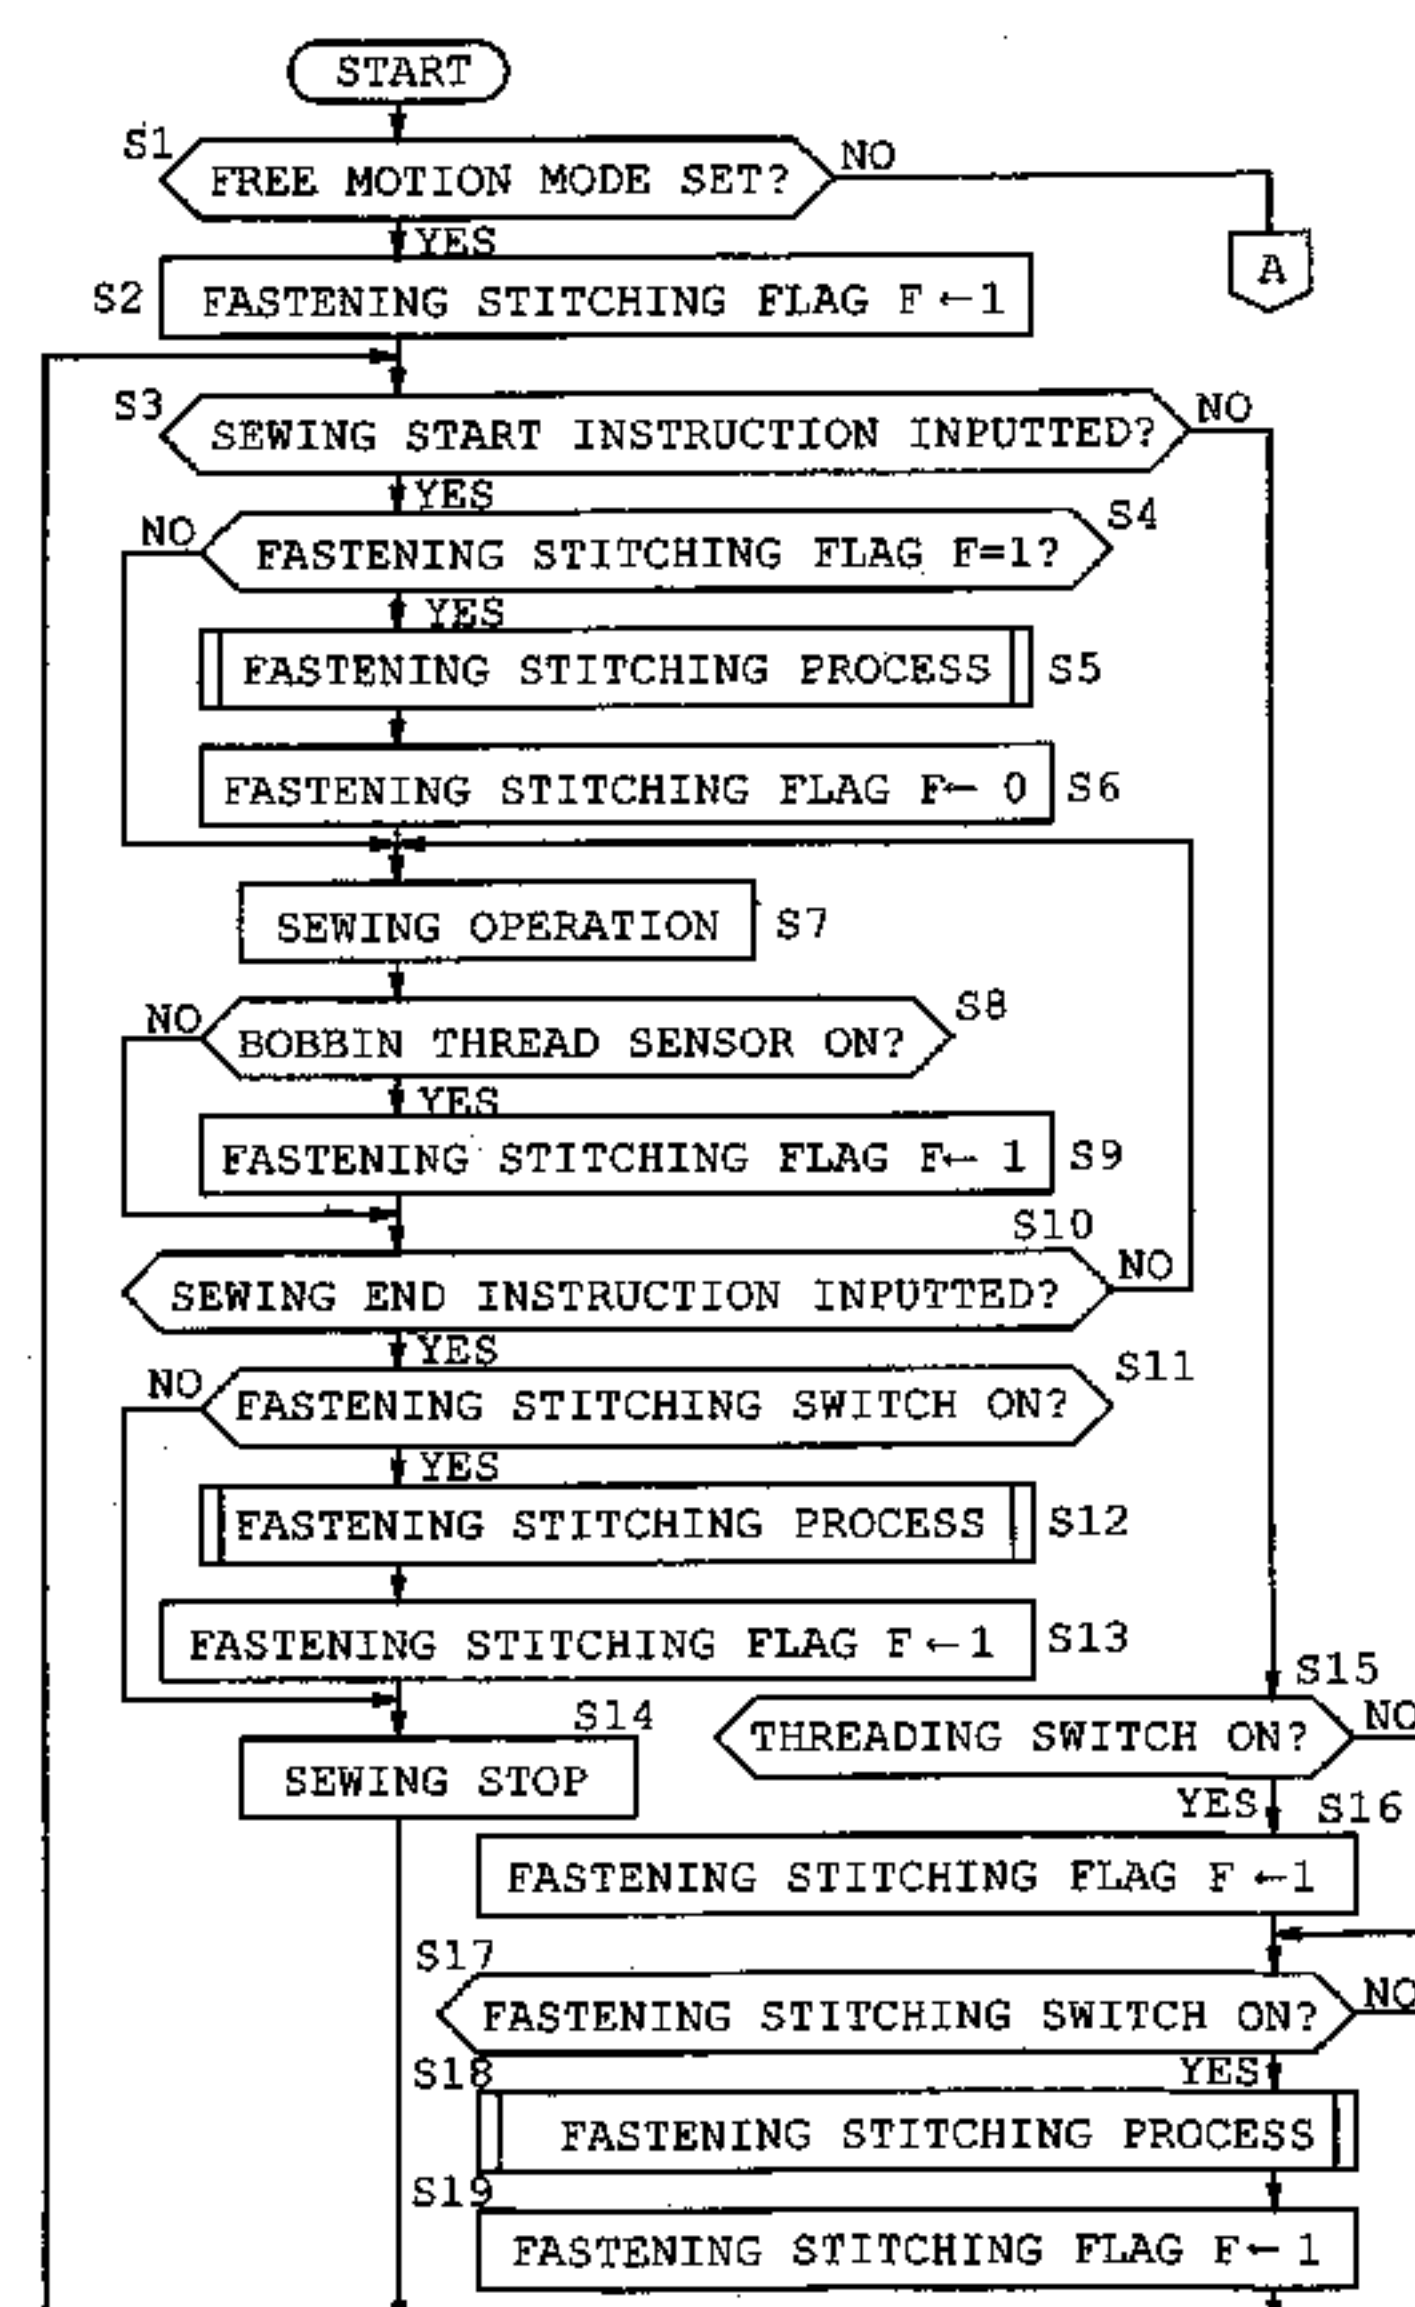 START
S1
FREE MOTION MODE SET?
NO
A
YES
S2
FASTENING STITCHING FLAG F←1
S3
SEWING START INSTRUCTION INPUTTED?
NO
YES
S4
NO
FASTENING STITCHING FLAG F=1?
YES
FASTENING STITCHING PROCESS
S5
FASTENING STITCHING FLAG F← 0
S6
SEWING OPERATION
S7
NO
BOBBIN THREAD SENSOR ON?
S8
YES
FASTENING STITCHING FLAG F← 1
S9
S10
SEWING END INSTRUCTION INPUTTED?
NO
YES
S11
NO
FASTENING STITCHING SWITCH ON?
YES
FASTENING STITCHING PROCESS
S12
FASTENING STITCHING FLAG F←1
S13
S14
SEWING STOP
S15
THREADING SWITCH ON?
NO
YES
S16
FASTENING STITCHING FLAG F ←1
S17
FASTENING STITCHING SWITCH ON?
NO
YES
S18
FASTENING STITCHING PROCESS
S19
FASTENING STITCHING FLAG F← 1